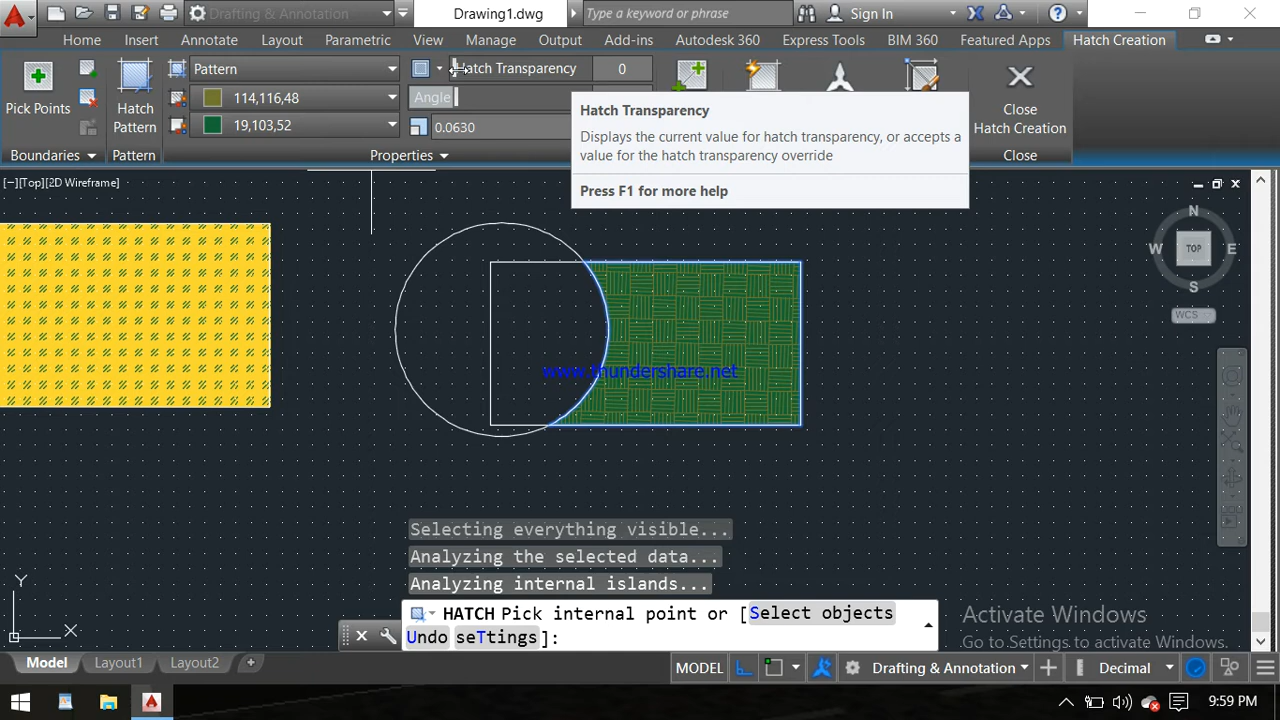 Drafting & Annotation
Drawing1.dwg
Type a keyword or phrase
Sign In
Home Insert Annotate Layout Parametric View Manage Output Add-ins Autodesk 360 Express Tools BIM 360 Featured Apps Hatch Creation
Pick Points
Hatch
Pattern
Pattern
114,116,48
19,103,52
Hatch Transparency 0
Angle
0.0630
Close
Hatch Creation
Boundaries
Pattern
Properties
Close
Hatch Transparency
Displays the current value for hatch transparency, or accepts a
value for the hatch transparency override
Press F1 for more help
[−][Top][2D Wireframe]
N
W TOP E
S
WCS
www.thundershare.net
Selecting everything visible...
Analyzing the selected data...
Analyzing internal islands...
HATCH Pick internal point or [Select objects
Undo seTtings]:
Y
X
Activate Windows
Go to Settings to activate Windows.
Model Layout1 Layout2
MODEL
Drafting & Annotation
Decimal
9:59 PM